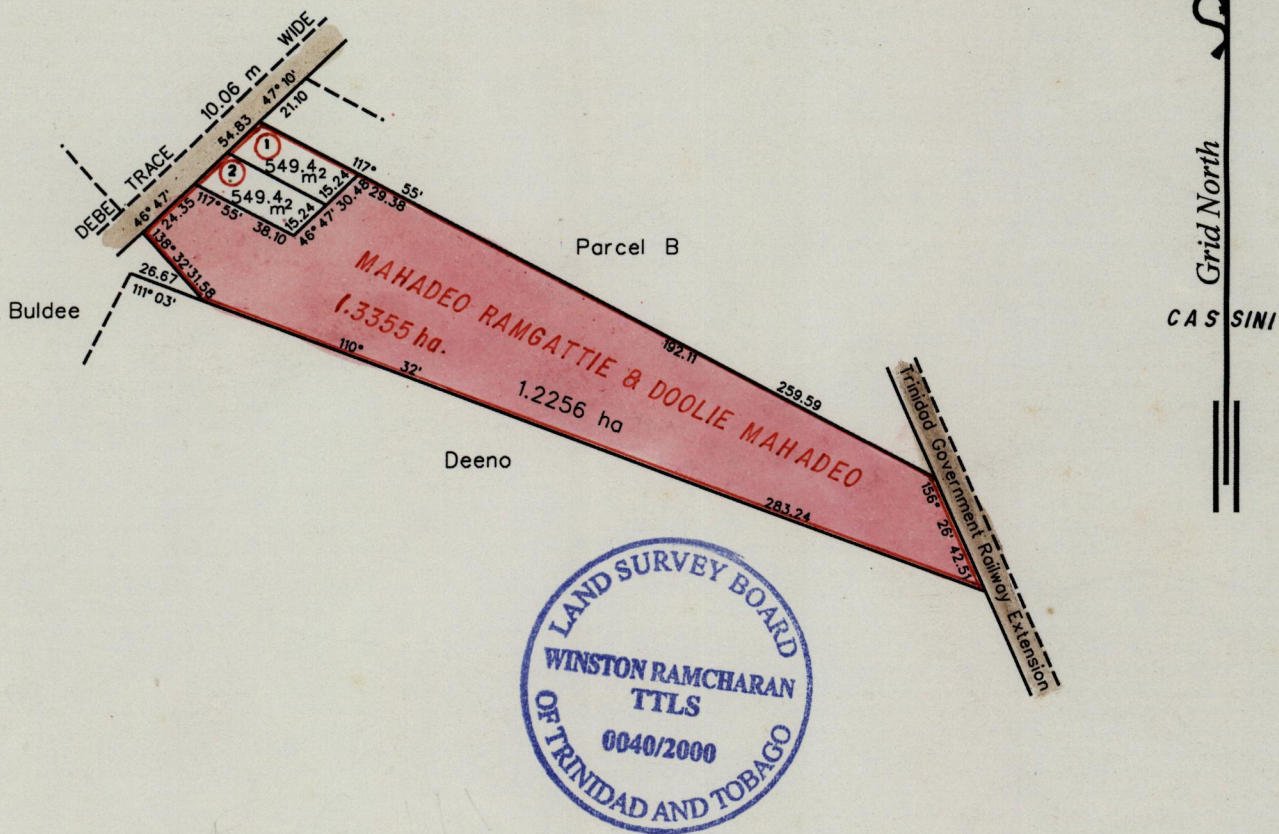 DEBE TRACE 10.06 m WIDE
46° 47' 54.83 47° 10'
21.10
24.35
1
549.4 m2
2
549.4 m2
15.24
15.24
117° 55'
38.10
46° 47' 30.48
117° 55'
29.38
138° 32' 31.58
26.67
111° 03'
Buldee
Parcel B
MAHADEO RAMGATTIE & DOOLIE MAHADEO
1.3355 ha.
1.2256 ha
192.11
259.59
110° 32'
283.24
Deeno
156° 26' 42.51
Trinidad Government Railway Extension
Grid North
CASSINI
LAND SURVEY BOARD
WINSTON RAMCHARAN
TTLS
0040/2000
OF TRINIDAD AND TOBAGO